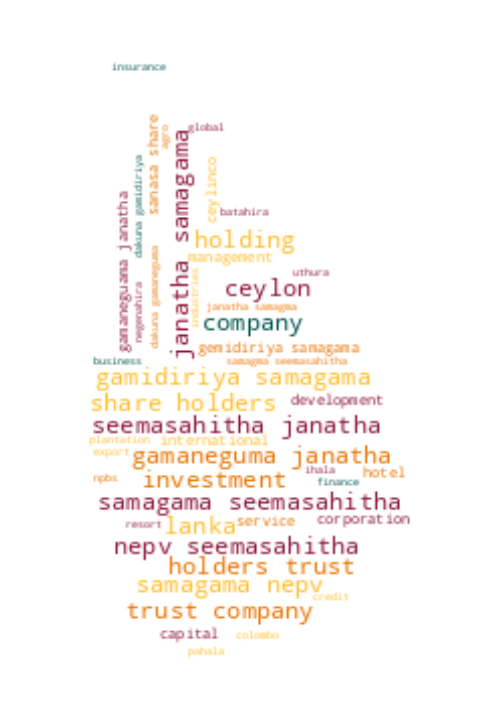 insurance
global
sanasa share
agro
janatha samagama
dakuna gamidiriya
ceylinco
gamaneguama janatha
negenahira
batahira
holding
dakuna gamaneguma
management
industries
uthura
ceylon
janatha samagma
company
gemidiriya samagama
business
samagma seemasahitha
gamidiriya samagama
share holders
development
seemasahitha janatha
plantation
international
export
gamaneguma janatha
ihala
hotel
npbs
investment
finance
samagama seemasahitha
resort
lanka
service
corporation
nepv seemasahitha
holders trust
samagama nepv
credit
trust company
capital
colombo
pahala